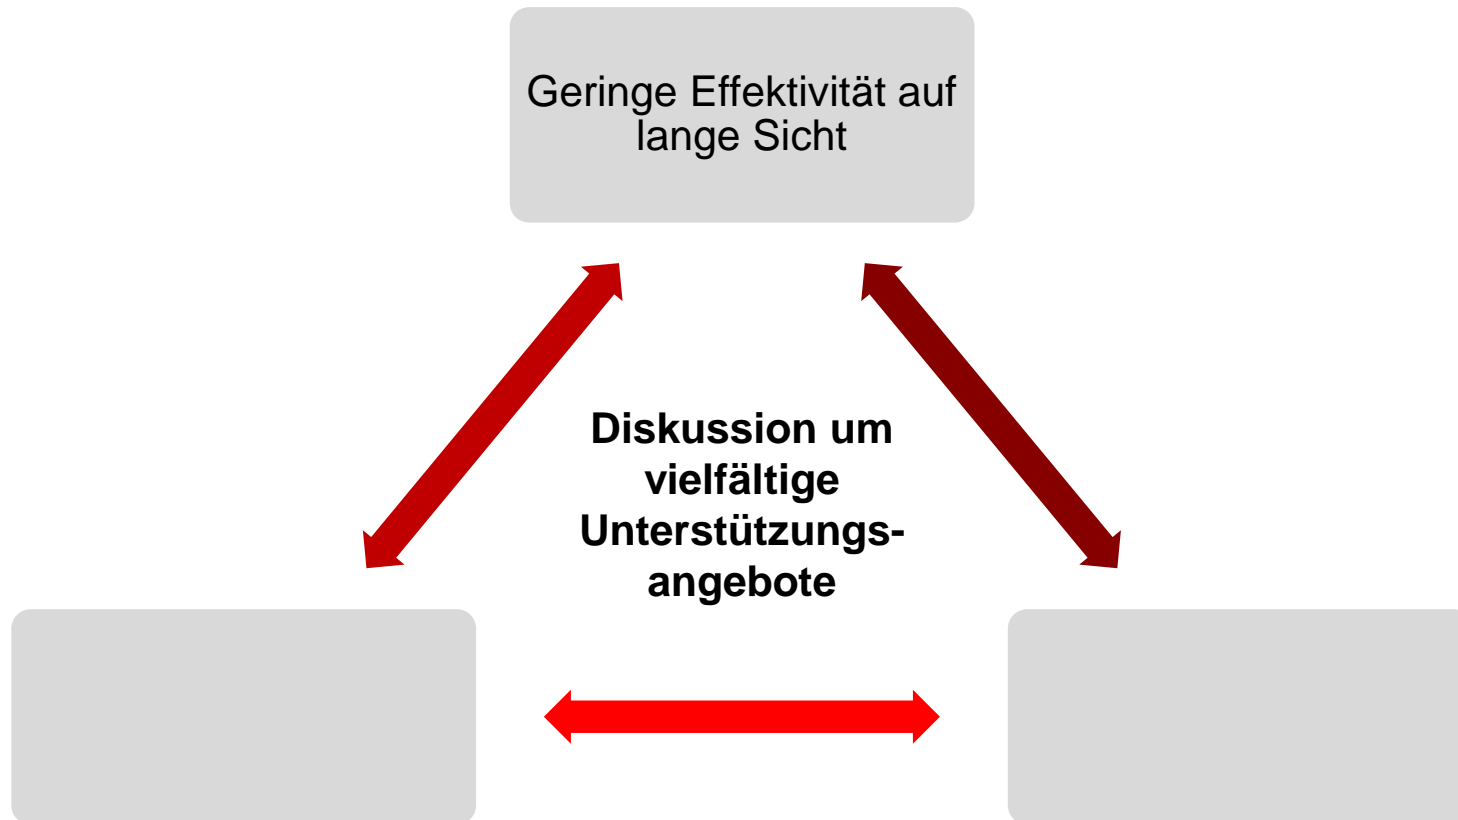 Geringe Effektivität auf
lange Sicht
Diskussion um
vielfältige
Unterstützungs-
angebote